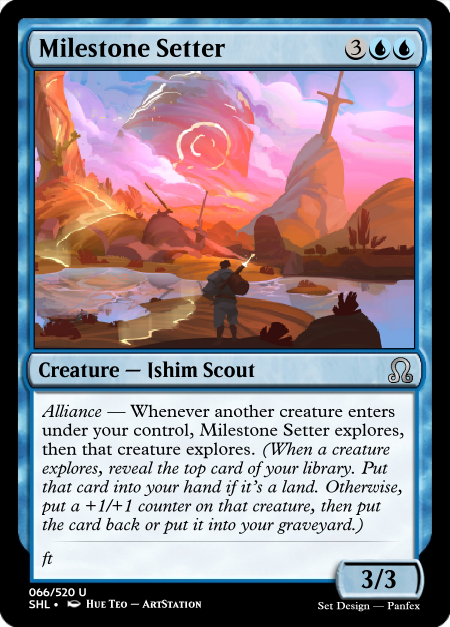 Milestone Setter 3
Creature — Ishim Scout
Alliance — Whenever another creature enters
under your control, Milestone Setter explores,
then that creature explores. (When a creature
explores, reveal the top card of your library. Put
that card into your hand if it's a land. Otherwise,
put a +1/+1 counter on that creature, then put
the card back or put it into your graveyard.)
ft
3/3
066/520 U
SHL • Hue Teo — ArtStation
Set Design — Panfex